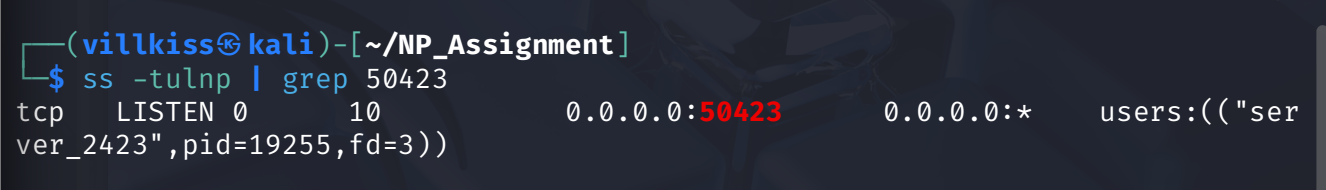 ┌──(villkiss㉿kali)-[~/NP_Assignment]
└─$ ss -tulnp | grep 50423
tcp   LISTEN 0      10                 0.0.0.0:50423      0.0.0.0:*    users:(("ser
ver_2423",pid=19255,fd=3))